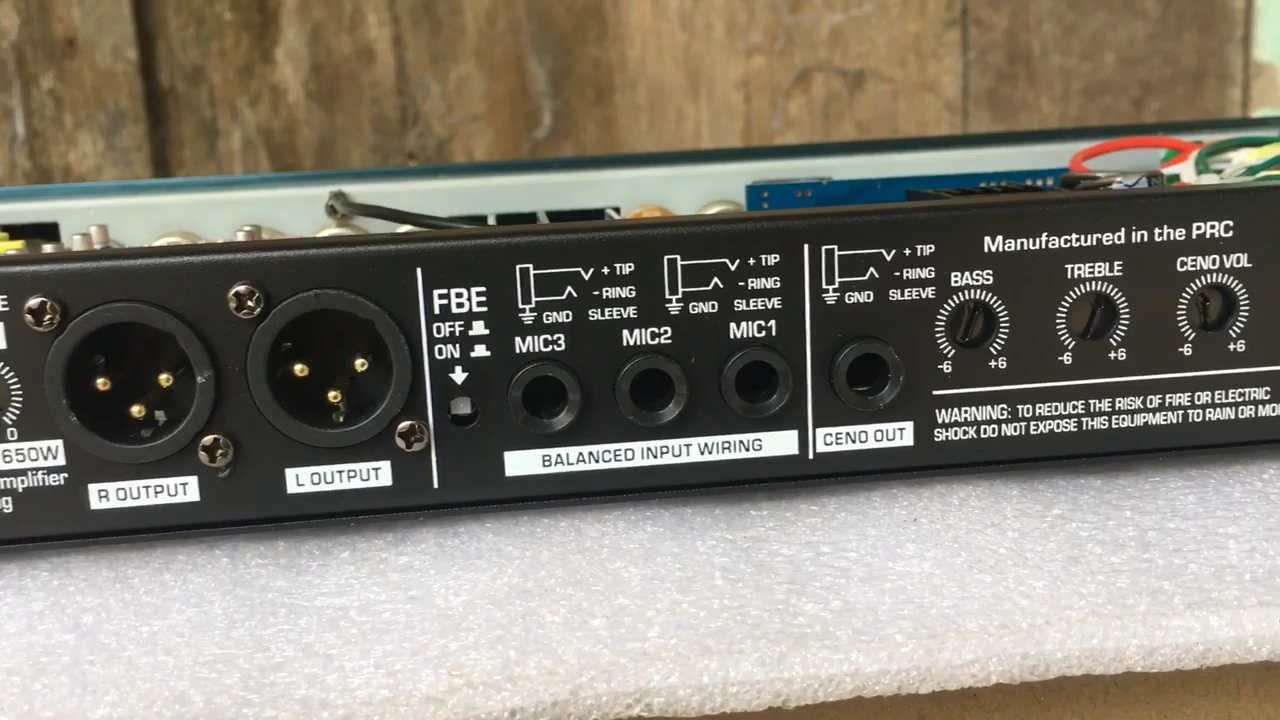 E
0
650W
mplifier
g
R OUTPUT
L OUTPUT
FBE
OFF
ON
+ TIP
- RING
GND SLEEVE
MIC3
+ TIP
- RING
GND SLEEVE
MIC2
MIC1
BALANCED INPUT WIRING
+ TIP
- RING
GND SLEEVE
CENO OUT
Manufactured in the PRC
BASS
-6 +6
TREBLE
-6 +6
CENO VOL
-6 +6
WARNING: TO REDUCE THE RISK OF FIRE OR ELECTRIC
SHOCK DO NOT EXPOSE THIS EQUIPMENT TO RAIN OR MO